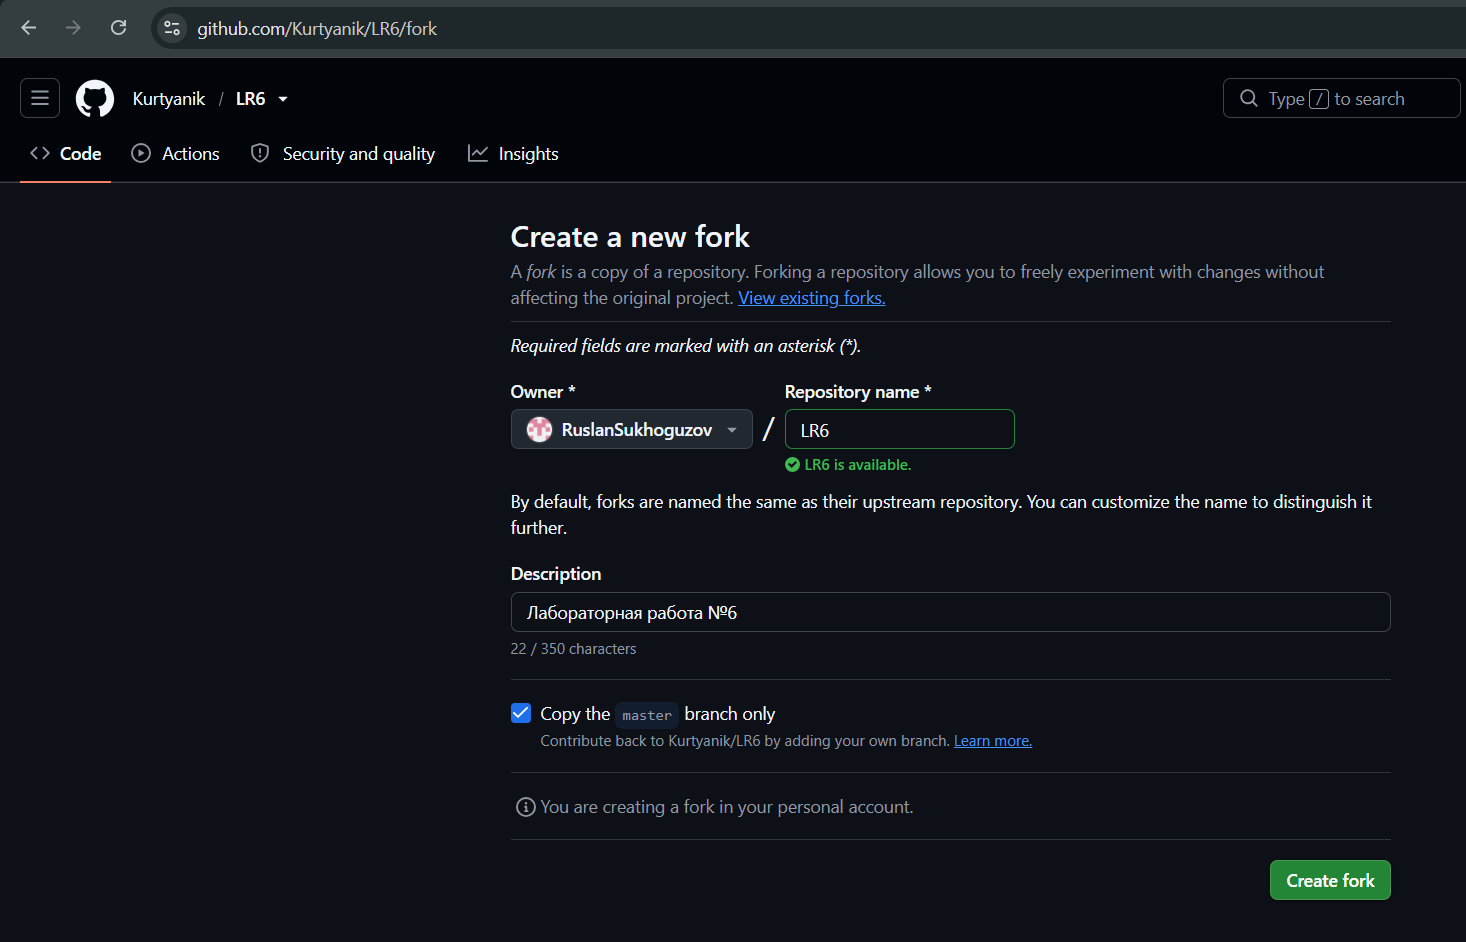 github.com/Kurtyanik/LR6/fork
Kurtyanik / LR6
Type / to search
Code Actions Security and quality Insights
Create a new fork
A fork is a copy of a repository. Forking a repository allows you to freely experiment with changes without
affecting the original project. View existing forks.
Required fields are marked with an asterisk (*).
Owner * Repository name *
RuslanSukhoguzov / LR6
LR6 is available.
By default, forks are named the same as their upstream repository. You can customize the name to distinguish it
further.
Description
Лабораторная работа №6
22 / 350 characters
Copy the master branch only
Contribute back to Kurtyanik/LR6 by adding your own branch. Learn more.
You are creating a fork in your personal account.
Create fork